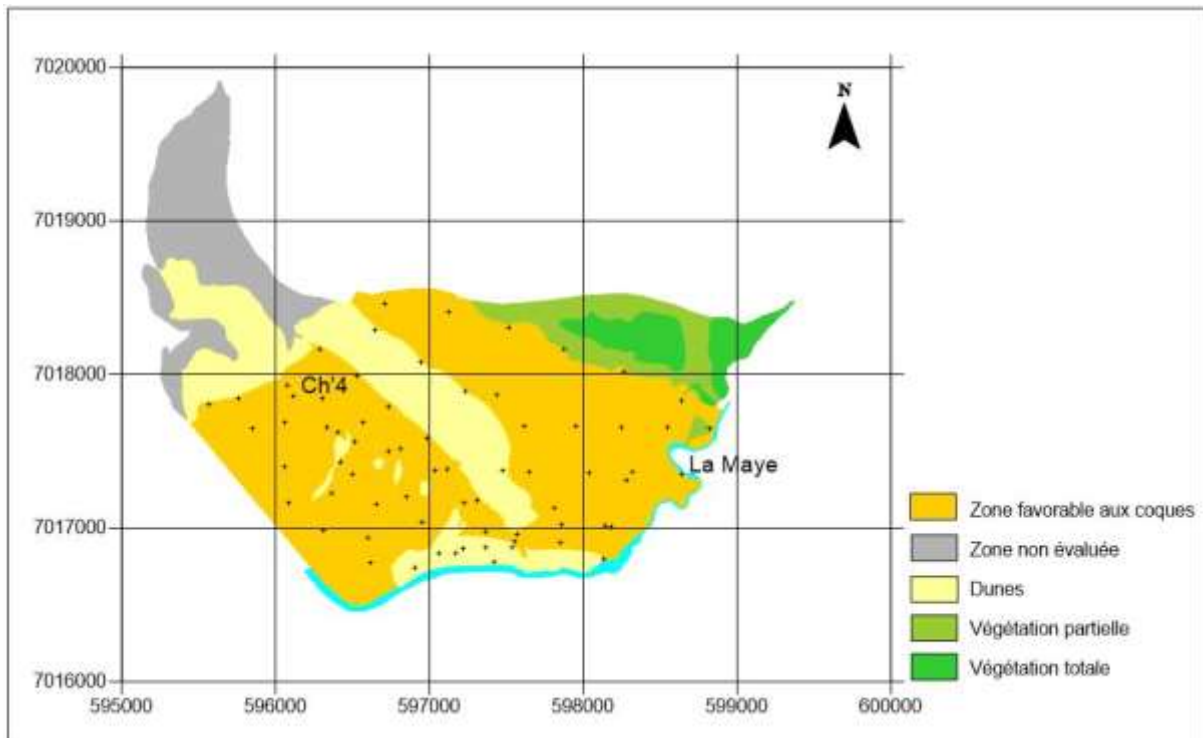 7020000
N
7019000
7018000
Ch'4
La Maye
7017000
Zone favorable aux coques
Zone non évaluée
Dunes
Végétation partielle
Végétation totale
7016000
595000 596000 597000 598000 599000 600000